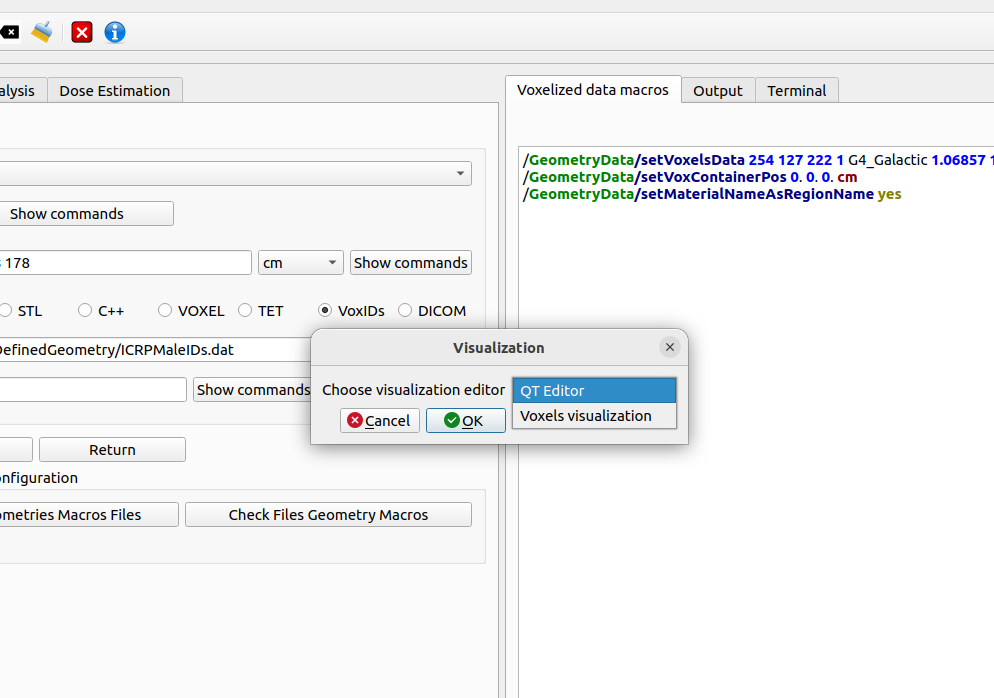 alysis
Dose Estimation
Voxelized data macros
Output
Terminal
/GeometryData/setVoxelsData 254 127 222 1 G4_Galactic 1.06857 1
/GeometryData/setVoxContainerPos 0. 0. 0. cm
/GeometryData/setMaterialNameAsRegionName yes
Show commands
178
cm
Show commands
STL
C++
VOXEL
TET
VoxIDs
DICOM
DefinedGeometry/ICRPMaleIDs.dat
Show commands
Visualization
Choose visualization editor
QT Editor
Voxels visualization
Cancel
OK
Return
onfiguration
ometries Macros Files
Check Files Geometry Macros